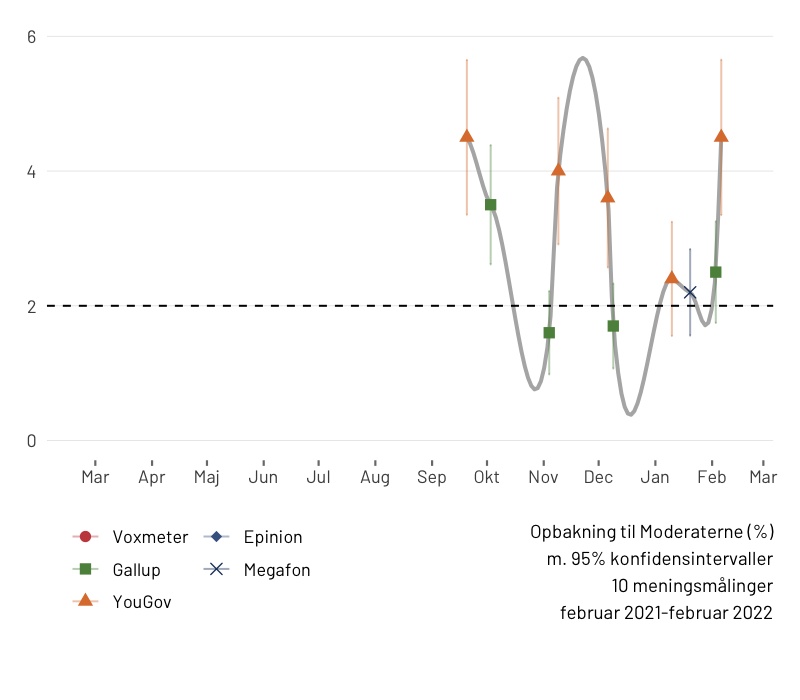 6
4
2
0
Mar Apr Maj Jun Jul Aug Sep Okt Nov Dec Jan Feb Mar
Voxmeter Epinion
Gallup Megafon
YouGov
Opbakning til Moderaterne (%)
m. 95% konfidensintervaller
10 meningsmålinger
februar 2021-februar 2022